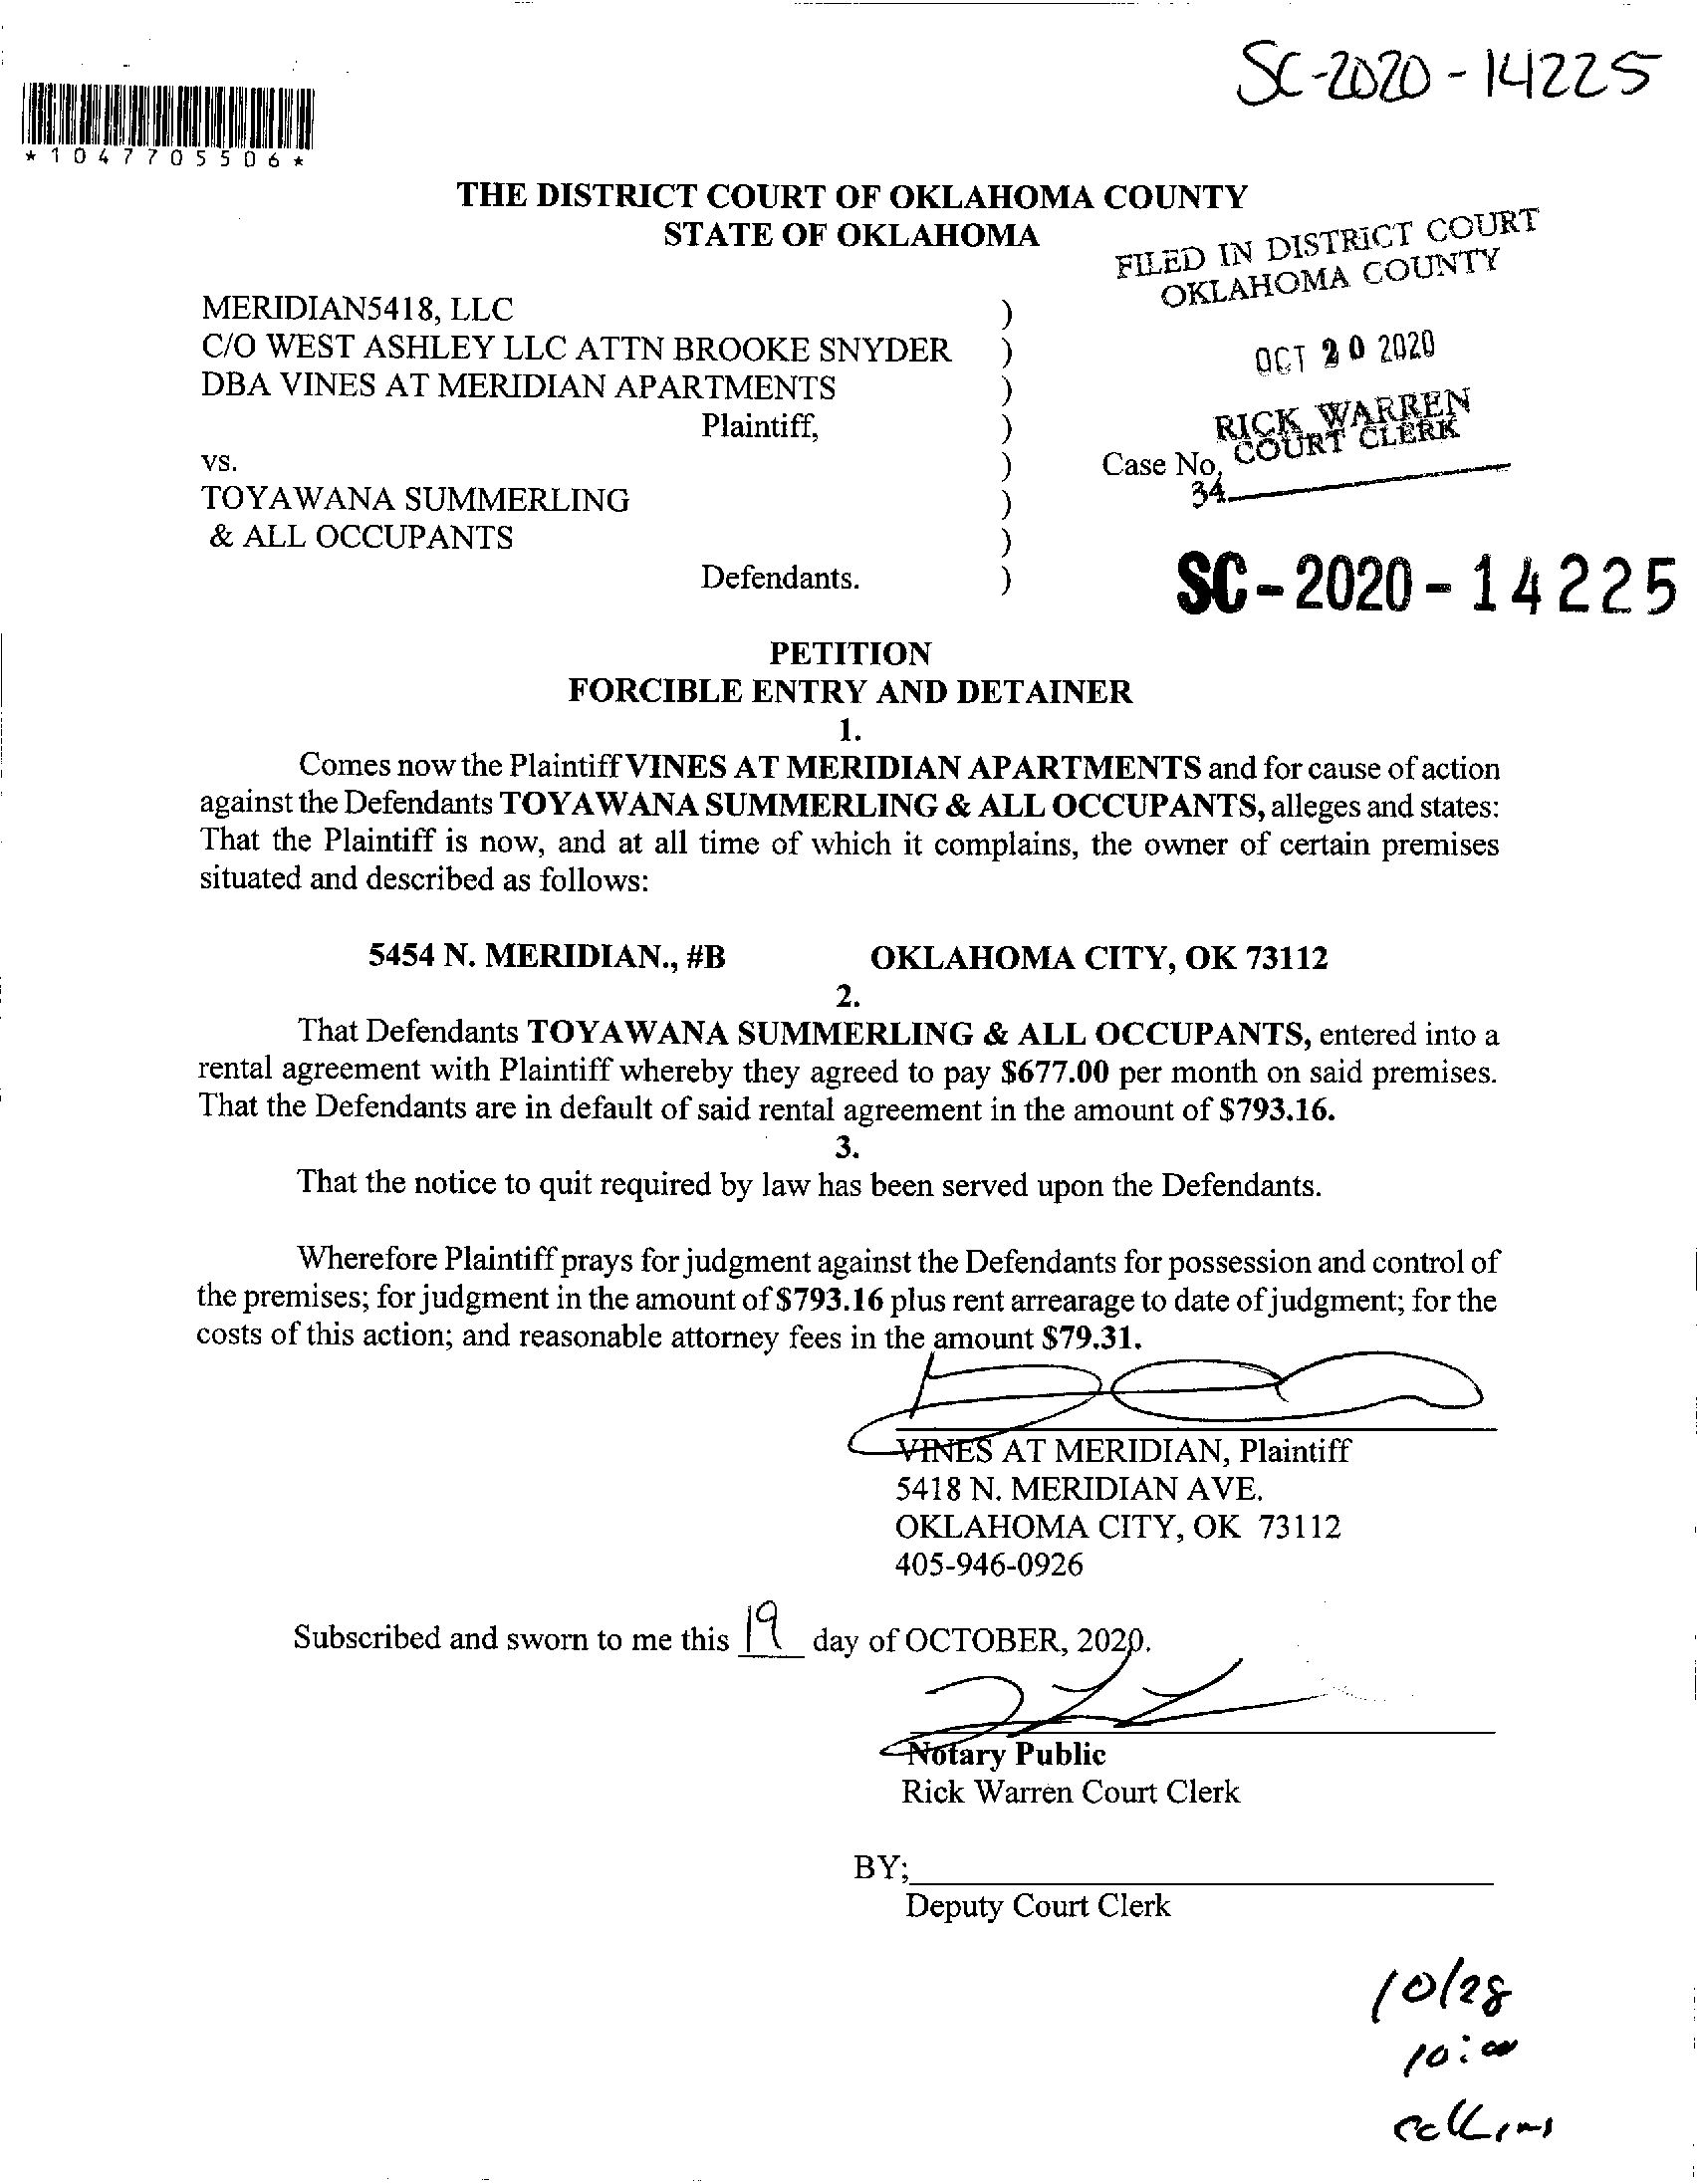 SC-2020-14225
*1047705506*
THE DISTRICT COURT OF OKLAHOMA COUNTY
STATE OF OKLAHOMA
FILED IN DISTRICT COURT
OKLAHOMA COUNTY
OCT 20 2020
RICK WARREN
COURT CLERK
34
MERIDIAN5418, LLC )
C/O WEST ASHLEY LLC ATTN BROOKE SNYDER )
DBA VINES AT MERIDIAN APARTMENTS )
Plaintiff, )
vs. ) Case No.
TOYAWANA SUMMERLING )
& ALL OCCUPANTS )
Defendants. )
SC-2020-14225
PETITION
FORCIBLE ENTRY AND DETAINER
1.
Comes now the Plaintiff VINES AT MERIDIAN APARTMENTS and for cause of action
against the Defendants TOYAWANA SUMMERLING & ALL OCCUPANTS, alleges and states:
That the Plaintiff is now, and at all time of which it complains, the owner of certain premises
situated and described as follows:
5454 N. MERIDIAN., #B OKLAHOMA CITY, OK 73112
2.
That Defendants TOYAWANA SUMMERLING & ALL OCCUPANTS, entered into a
rental agreement with Plaintiff whereby they agreed to pay $677.00 per month on said premises.
That the Defendants are in default of said rental agreement in the amount of $793.16.
3.
That the notice to quit required by law has been served upon the Defendants.
Wherefore Plaintiff prays for judgment against the Defendants for possession and control of
the premises; for judgment in the amount of $793.16 plus rent arrearage to date of judgment; for the
costs of this action; and reasonable attorney fees in the amount $79.31.
VINES AT MERIDIAN, Plaintiff
5418 N. MERIDIAN AVE.
OKLAHOMA CITY, OK 73112
405-946-0926
Subscribed and sworn to me this 19 day of OCTOBER, 2020.
Notary Public
Rick Warren Court Clerk
BY;
Deputy Court Clerk
10/28
10:00
Collins